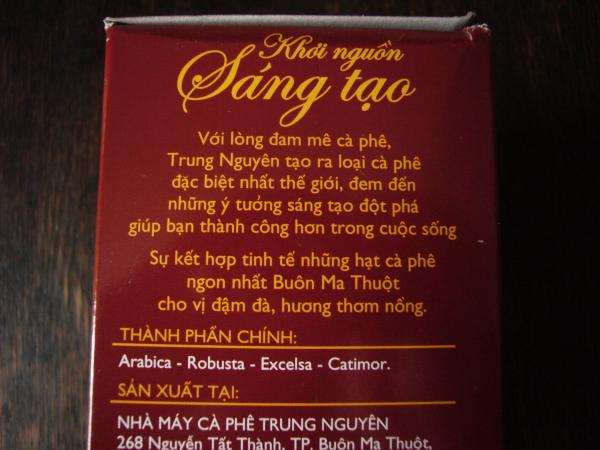 Khơi nguồn
Sáng tạo
Với lòng đam mê cà phê,
Trung Nguyên tạo ra loại cà phê
đặc biệt nhất thế giới, đem đến
những ý tưởng sáng tạo đột phá
giúp bạn thành công hơn trong cuộc sống
Sự kết hợp tinh tế những hạt cà phê
ngon nhất Buôn Ma Thuột
cho vị đậm đà, hương thơm nồng.
THÀNH PHẦN CHÍNH:
Arabica - Robusta - Excelsa - Catimor.
SẢN XUẤT TẠI:
NHÀ MÁY CÀ PHÊ TRUNG NGUYÊN
268 Nguyễn Tất Thành, TP. Buôn Ma Thuột,